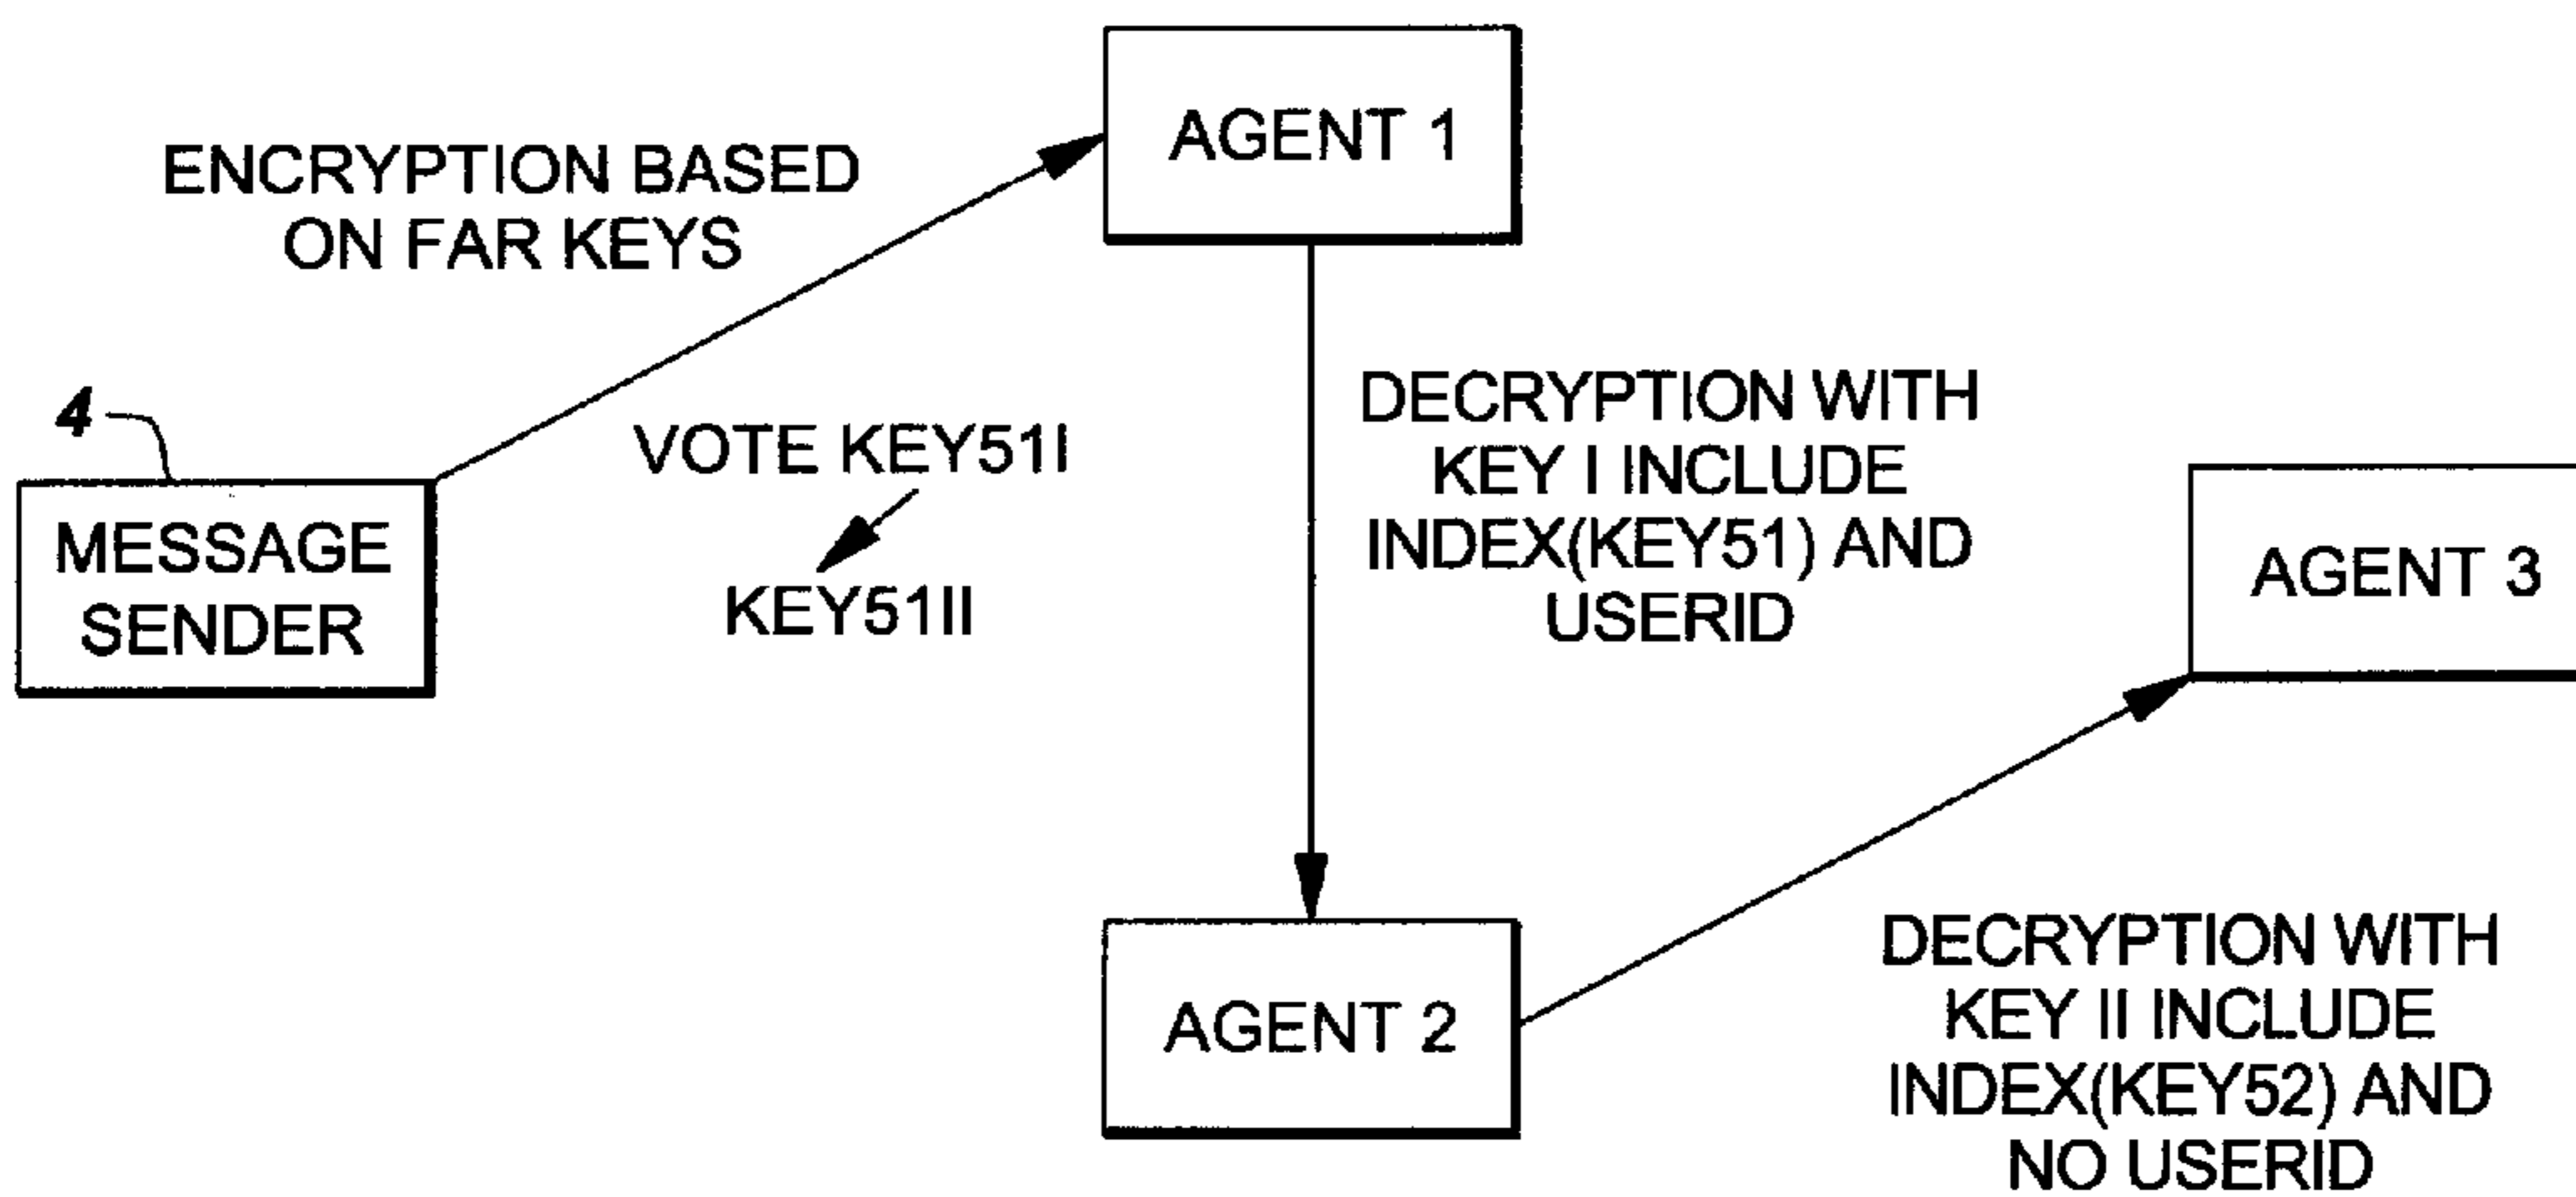 AGENT 1
ENCRYPTION BASED
ON FAR KEYS
4
MESSAGE
SENDER
VOTE KEY51I
KEY51II
DECRYPTION WITH
KEY I INCLUDE
INDEX(KEY51) AND
USERID
AGENT 3
AGENT 2
DECRYPTION WITH
KEY II INCLUDE
INDEX(KEY52) AND
NO USERID